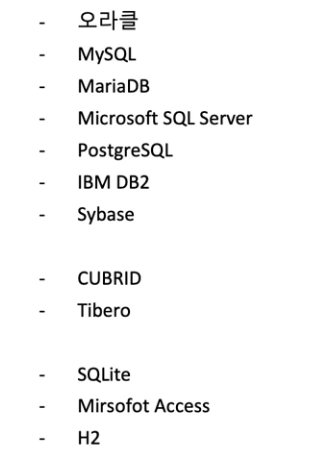 - 오라클
- MySQL
- MariaDB
- Microsoft SQL Server
- PostgreSQL
- IBM DB2
- Sybase
- CUBRID
- Tibero
- SQLite
- Mirsofot Access
- H2